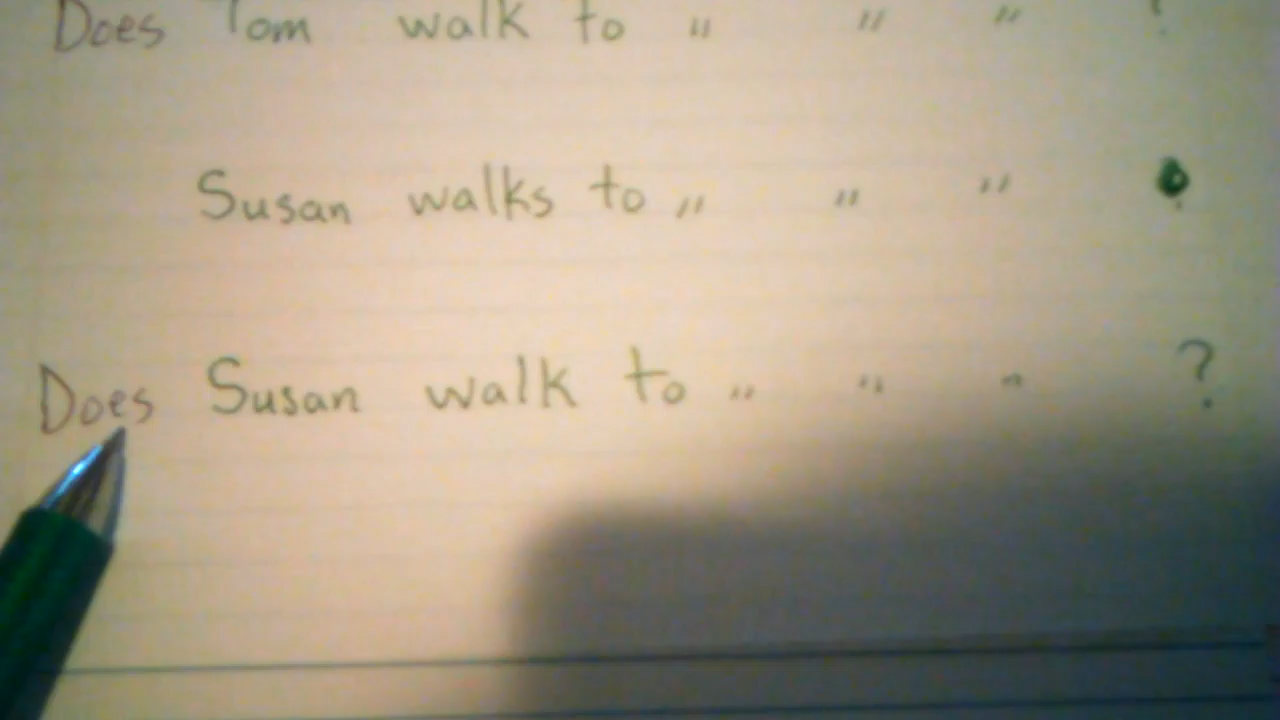 Does Tom walk to " " " ?
Susan walks to " " " .
Does Susan walk to " " " ?